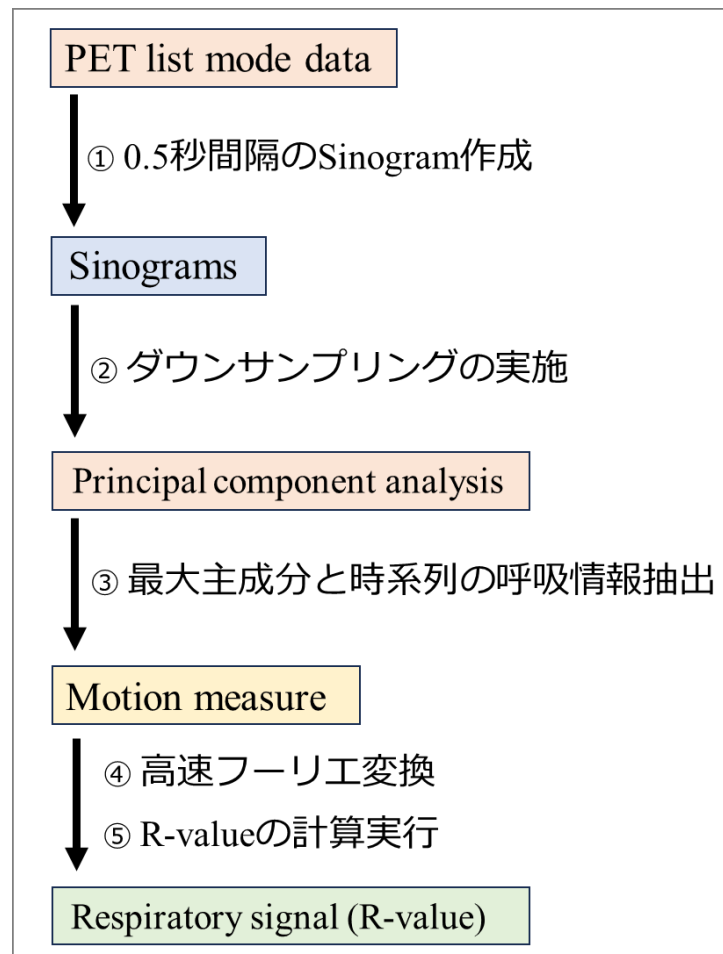 PET list mode data
① 0.5秒間隔のSinogram作成
Sinograms
② ダウンサンプリングの実施
Principal component analysis
③ 最大主成分と時系列の呼吸情報抽出
Motion measure
④ 高速フーリエ変換
⑤ R-valueの計算実行
Respiratory signal (R-value)